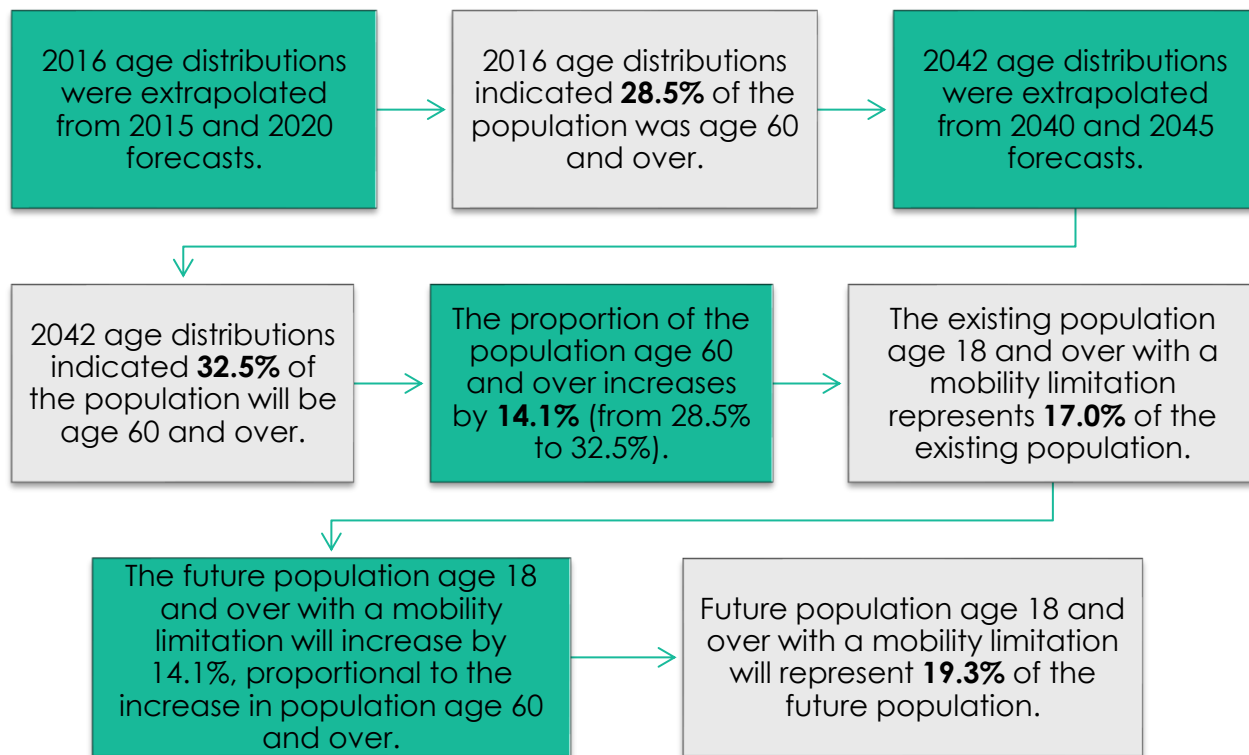 2016 age distributions
were extrapolated
from 2015 and 2020
forecasts.
2016 age distributions
indicated 28.5% of the
population was age 60
and over.
2042 age distributions
were extrapolated
from 2040 and 2045
forecasts.
2042 age distributions
indicated 32.5% of
the population will be
age 60 and over.
The proportion of the
population age 60
and over increases
by 14.1% (from 28.5%
to 32.5%).
The existing population
age 18 and over with a
mobility limitation
represents 17.0% of the
existing population.
The future population age 18
and over with a mobility
limitation will increase by
14.1%, proportional to the
increase in population age 60
and over.
Future population age 18 and
over with a mobility limitation
will represent 19.3% of the
future population.